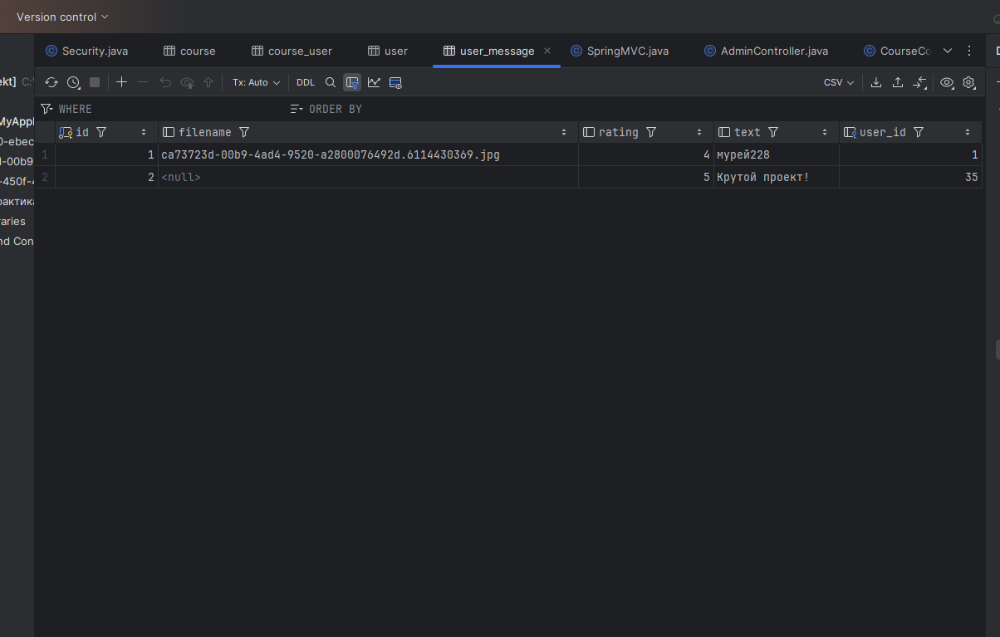 Version control
Security.java course course_user user user_message SpringMVC.java AdminController.java CourseCo
Tx: Auto DDL CSV
ekt] C:\
WHERE ORDER BY
MyAppl
id filename rating text user_id
0-ebec
1 1 ca73723d-00b9-4ad4-9520-a2800076492d.6114430369.jpg 4 мурей228 1
-00b9
2 2 <null> 5 Крутой проект! 35
-450f-4
рактика
aries
nd Con